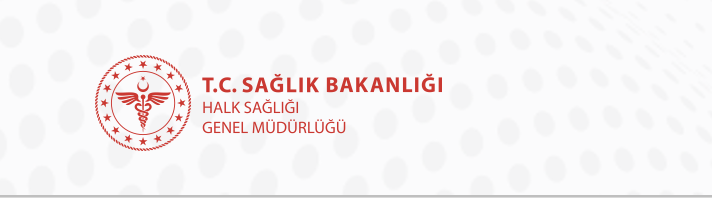 T.C. SAĞLIK BAKANLIĞI
HALK SAĞLIĞI
GENEL MÜDÜRLÜĞÜ